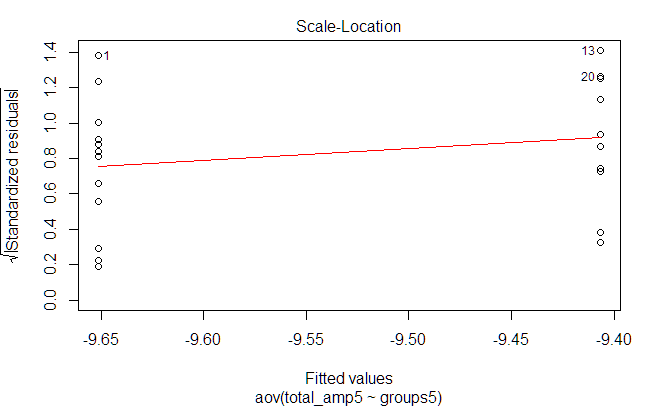 Scale-Location
√|Standardized residuals|
1.4
1.2
1.0
0.8
0.6
0.4
0.2
0.0
1
13
20
-9.65 -9.60 -9.55 -9.50 -9.45 -9.40
Fitted values
aov(total_amp5 ~ groups5)